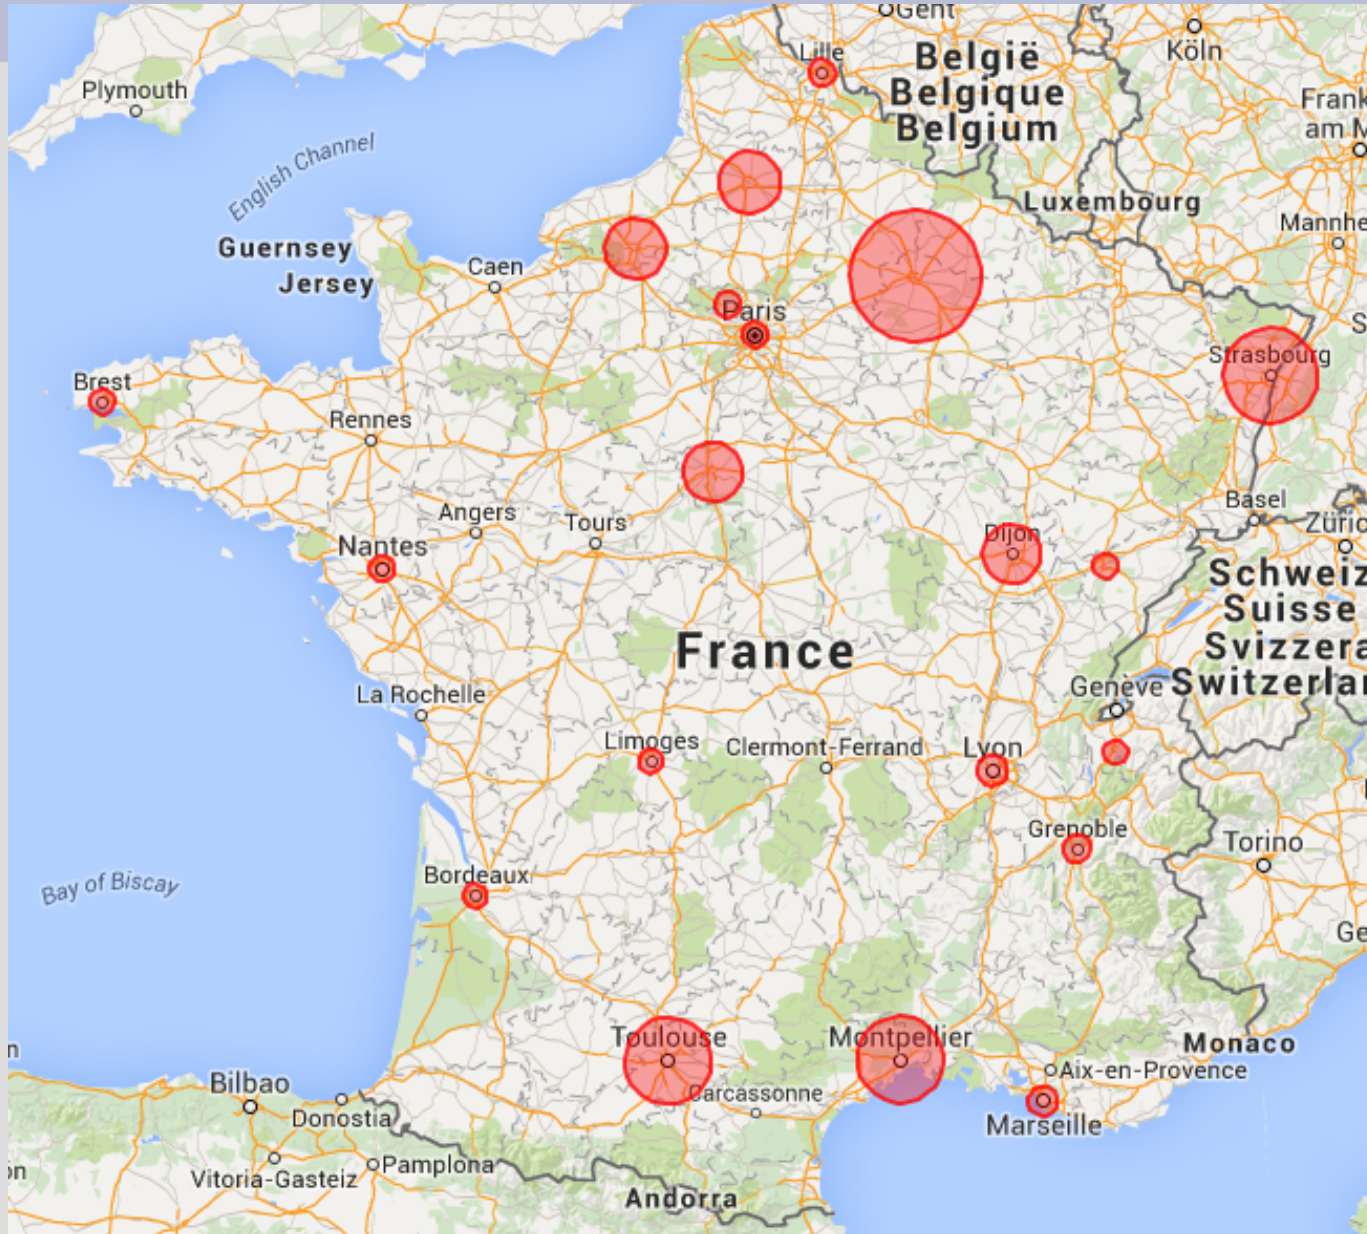 Gent
Köln
Lille
België
Belgique
Belgium
Plymouth
Frank
am M
English Channel
Luxembourg
Mannhe
Guernsey
Jersey
Caen
Paris
S
Strasbourg
Brest
Rennes
Basel
Angers
Tours
Züric
Dijon
Nantes
Schweiz
Suisse
Svizzera
Switzerlan
France
Genève
La Rochelle
Limoges
Clermont-Ferrand
Lyon
Grenoble
Torino
Bordeaux
Bay of Biscay
Ge
Toulouse
Montpellier
Monaco
n
Aix-en-Provence
Bilbao
Carcassonne
Donostia
Marseille
Pamplona
ón
Vitoria-Gasteiz
Andorra